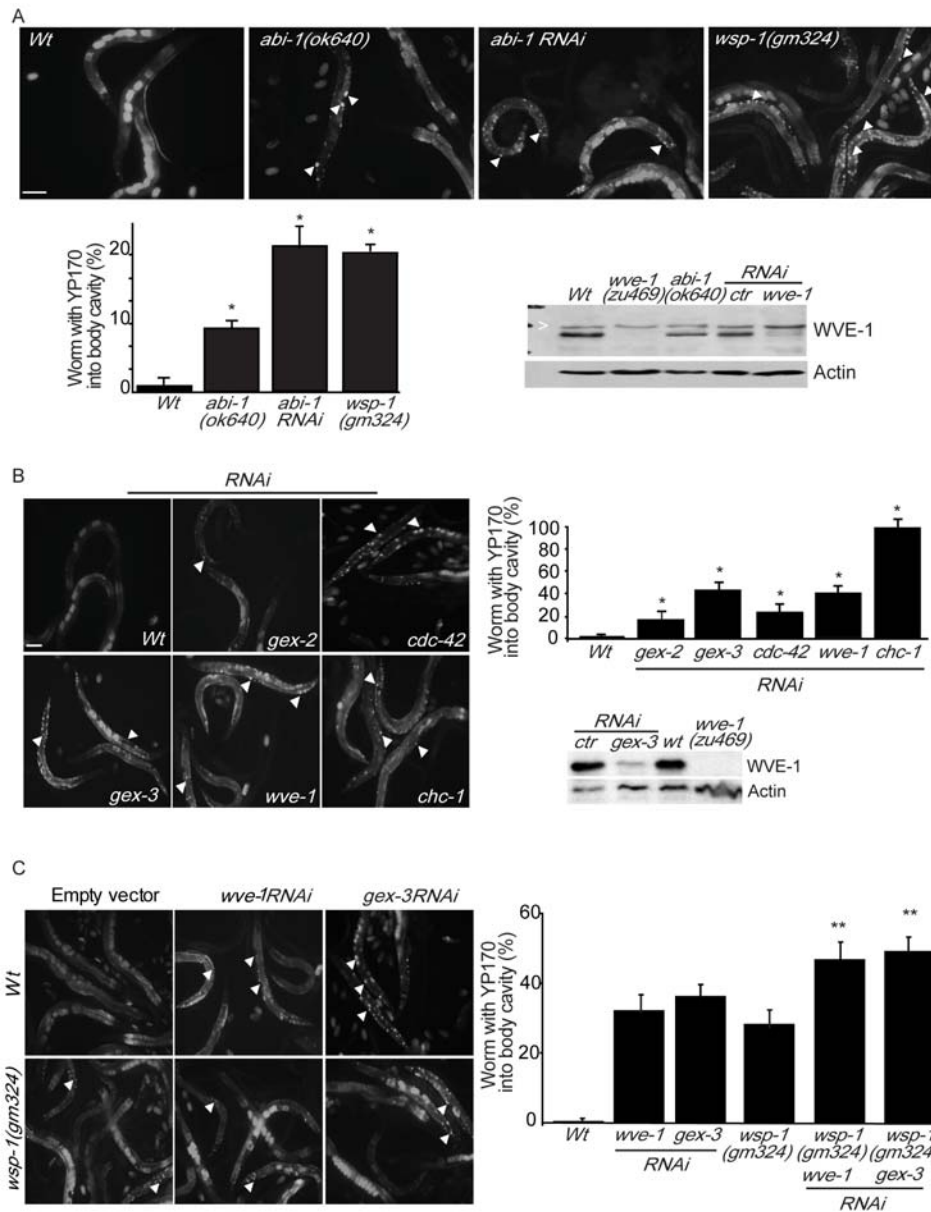 A
Wt
abi-1(ok640)
abi-1 RNAi
wsp-1(gm324)
Worm with YP170
into body cavity (%)
20
10
0
*
*
*
Wt
abi-1
(ok640)
abi-1
RNAi
wsp-1
(gm324)
RNAi
Wt
wve-1
(zu469)
abi-1
(ok640)
ctr
wve-1
>
WVE-1
Actin
B
RNAi
Wt
gex-2
cdc-42
gex-3
wve-1
chc-1
Worm with YP170
into body cavity (%)
100
80
60
40
20
0
*
*
*
*
*
Wt
gex-2
gex-3
cdc-42
wve-1
chc-1
RNAi
RNAi
ctr
gex-3
wt
wve-1
(zu469)
WVE-1
Actin
C
Empty vector
wve-1RNAi
gex-3RNAi
Wt
wsp-1(gm324)
Worm with YP170
into body cavity (%)
60
40
20
0
**
**
Wt
wve-1
gex-3
RNAi
wsp-1
(gm324)
wsp-1
(gm324)
wve-1
wsp-1
(gm324)
gex-3
RNAi